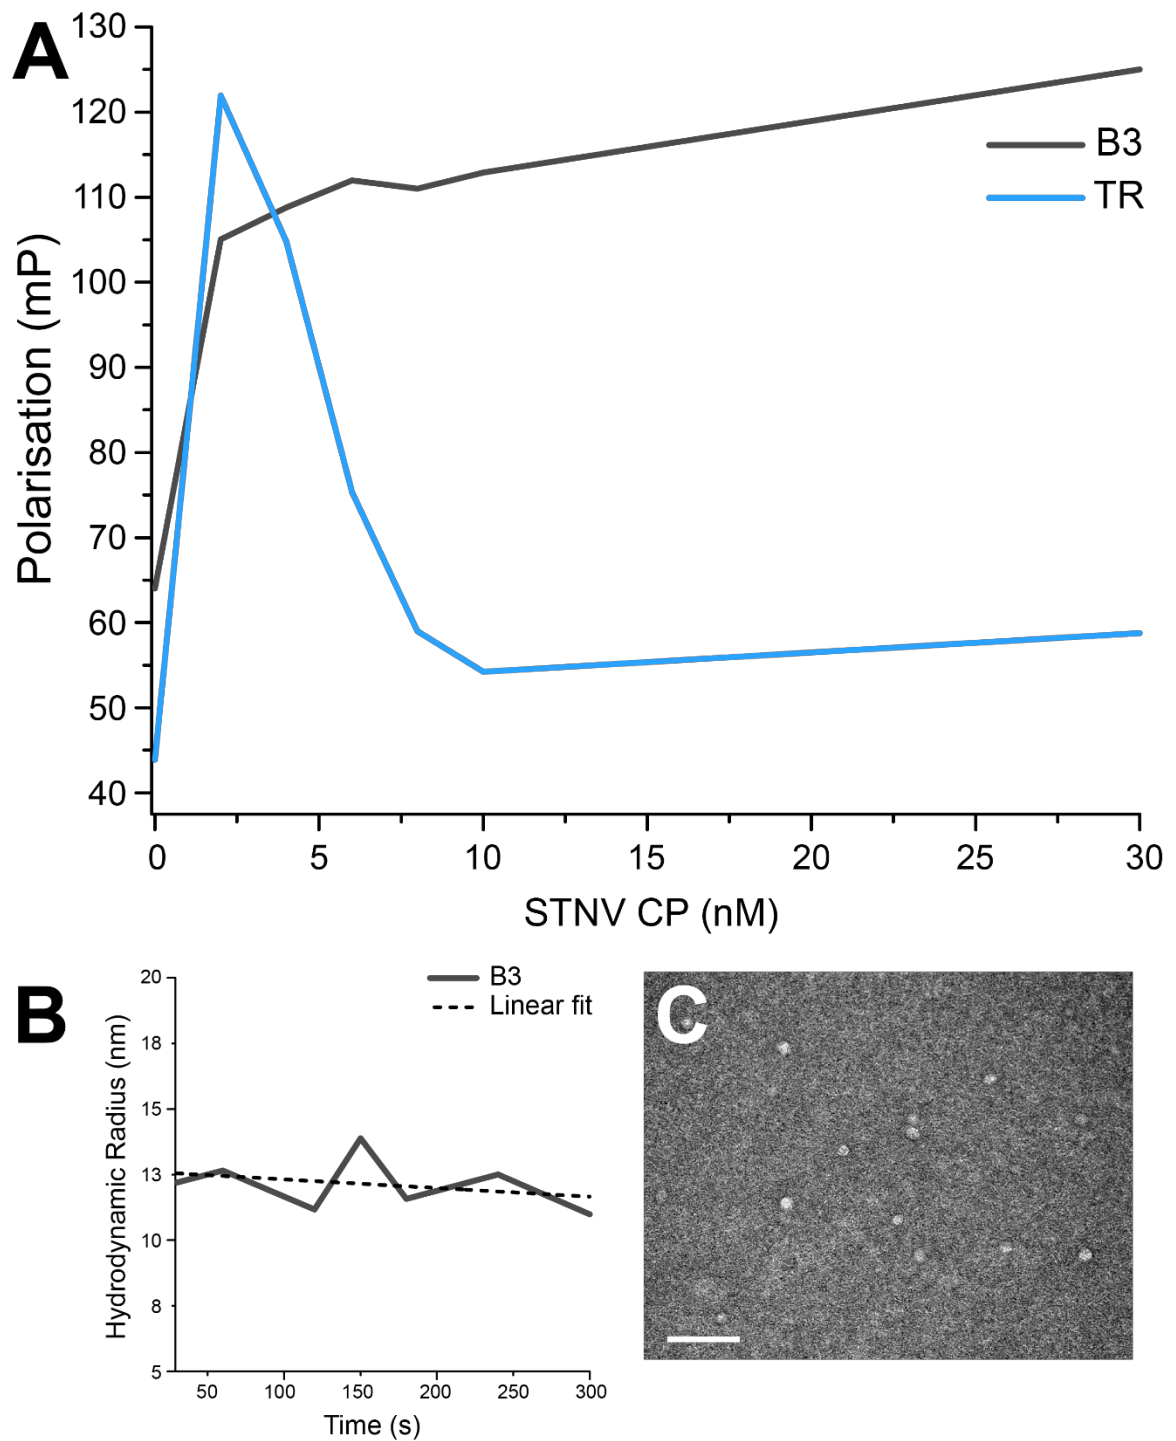 A
130
120
110
100
90
80
70
60
50
40
Polarisation (mP)
B3
TR
0 5 10 15 20 25 30
STNV CP (nM)
B
20
18
15
13
10
8
5
Hydrodynamic Radius (nm)
B3
Linear fit
50 100 150 200 250 300
Time (s)
C